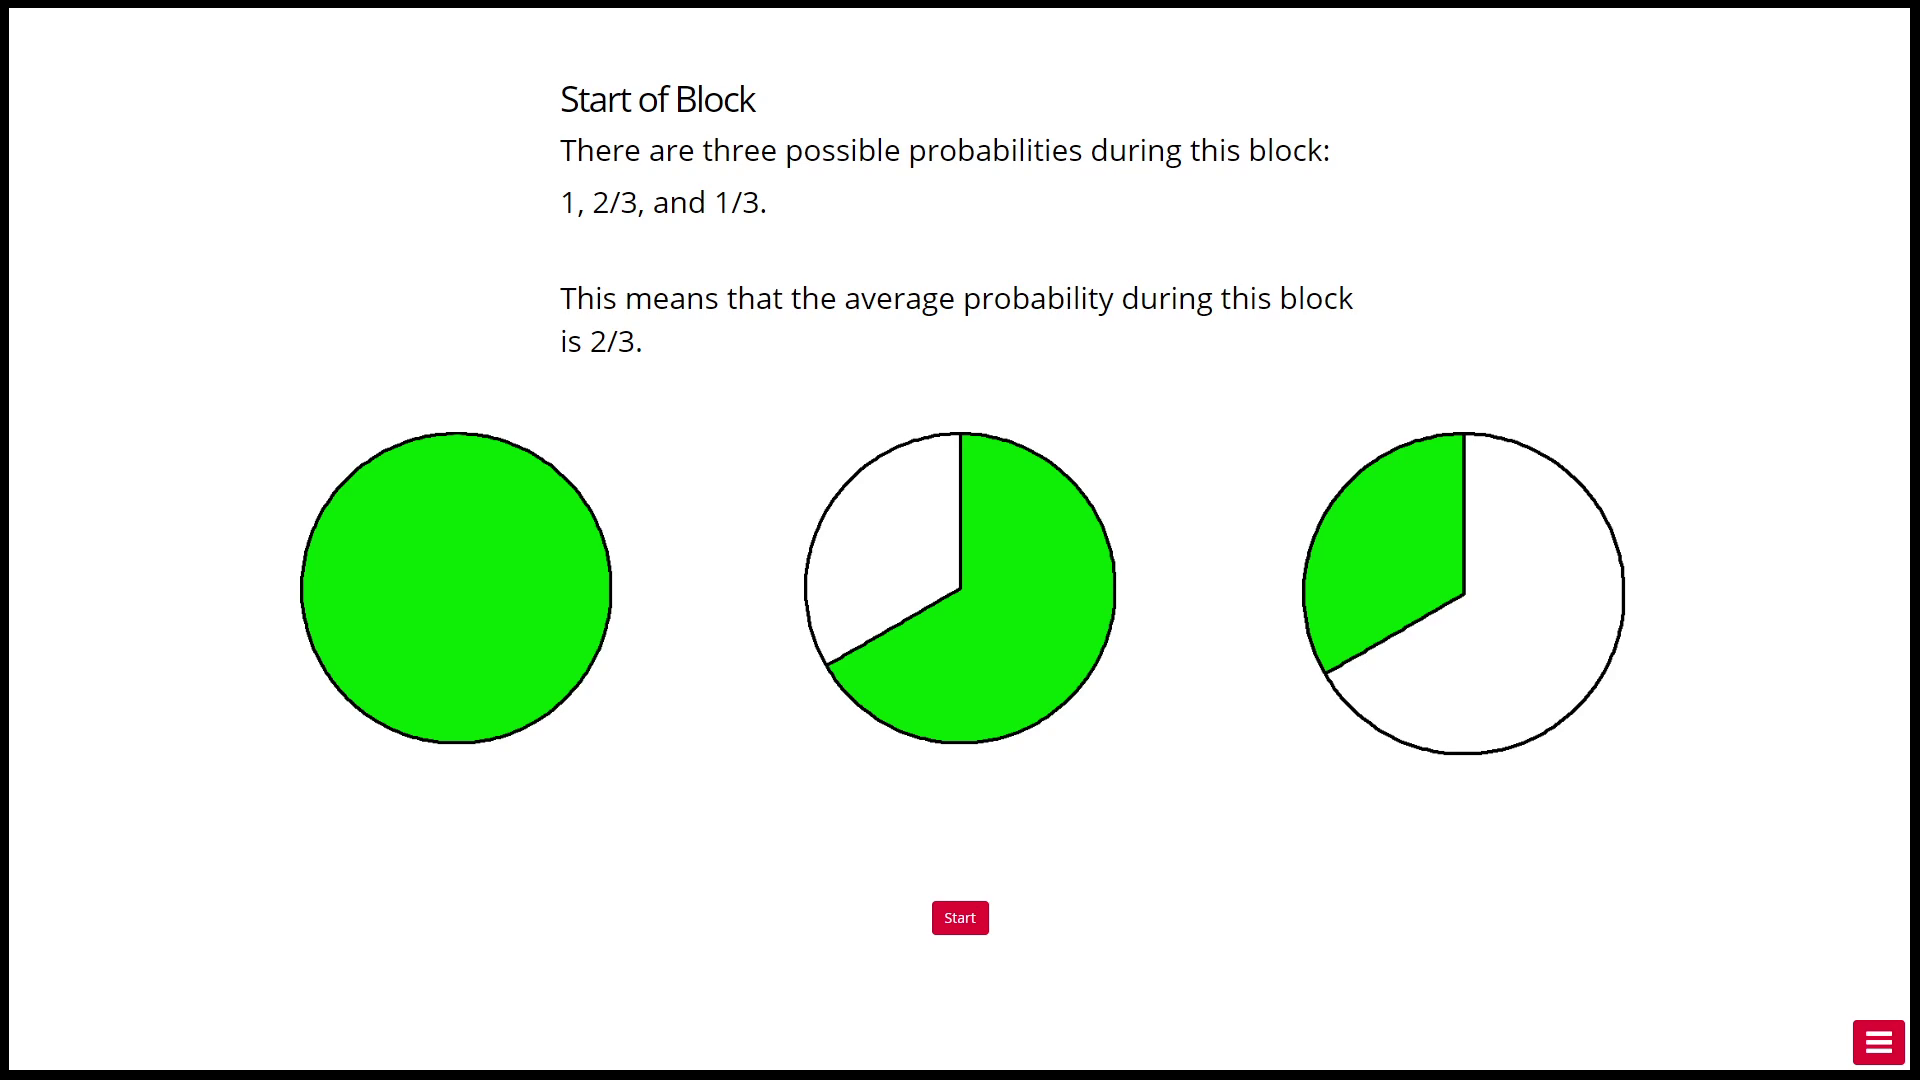 Start of Block
There are three possible probabilities during this block:
1, 2/3, and 1/3.
This means that the average probability during this block
is 2/3.
Start